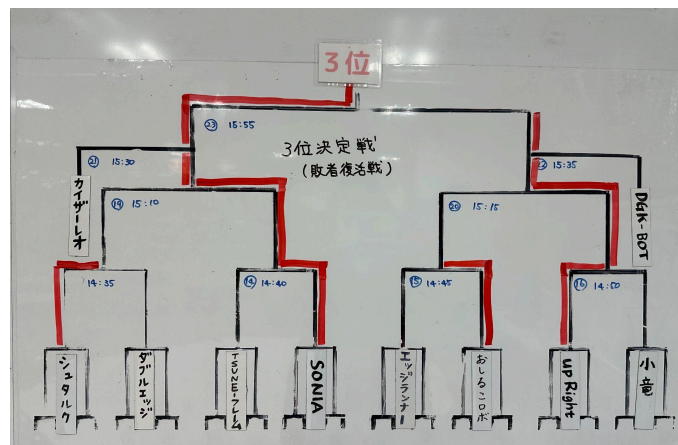 3位
㉓ 15:55
3位決定戦
(敗者復活戦)
㉑ 15:30
㉒ 15:35
カイザーレオ
DGK-BOT
⑲ 15:10
⑳ 15:15
14:35
⑭ 14:40
⑮ 14:45
⑯ 14:50
シュタルク
ダブルエッジ
TSUNE-フレイム
SONIA
エッジランナー
おしるこロボ
upRight
小竜